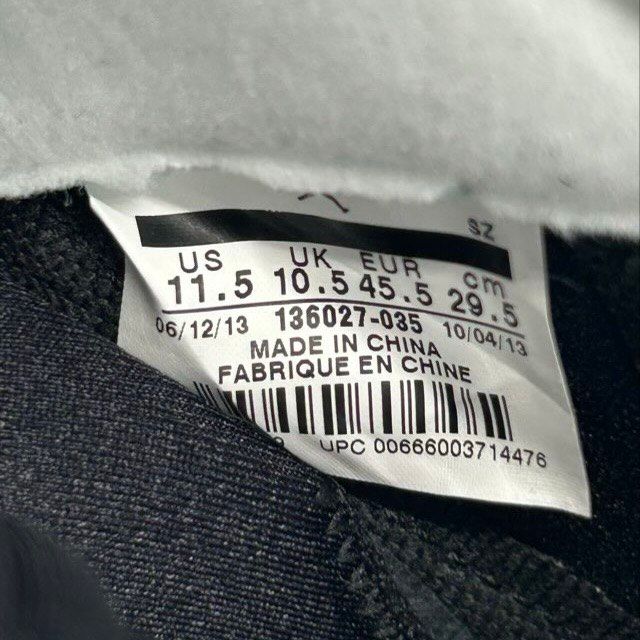 SZ
US UK EUR cm
11.5 10.5 45.5 29.5
06/12/13 136027-035 10/04/13
MADE IN CHINA
FABRIQUE EN CHINE
UPC 00666003714476